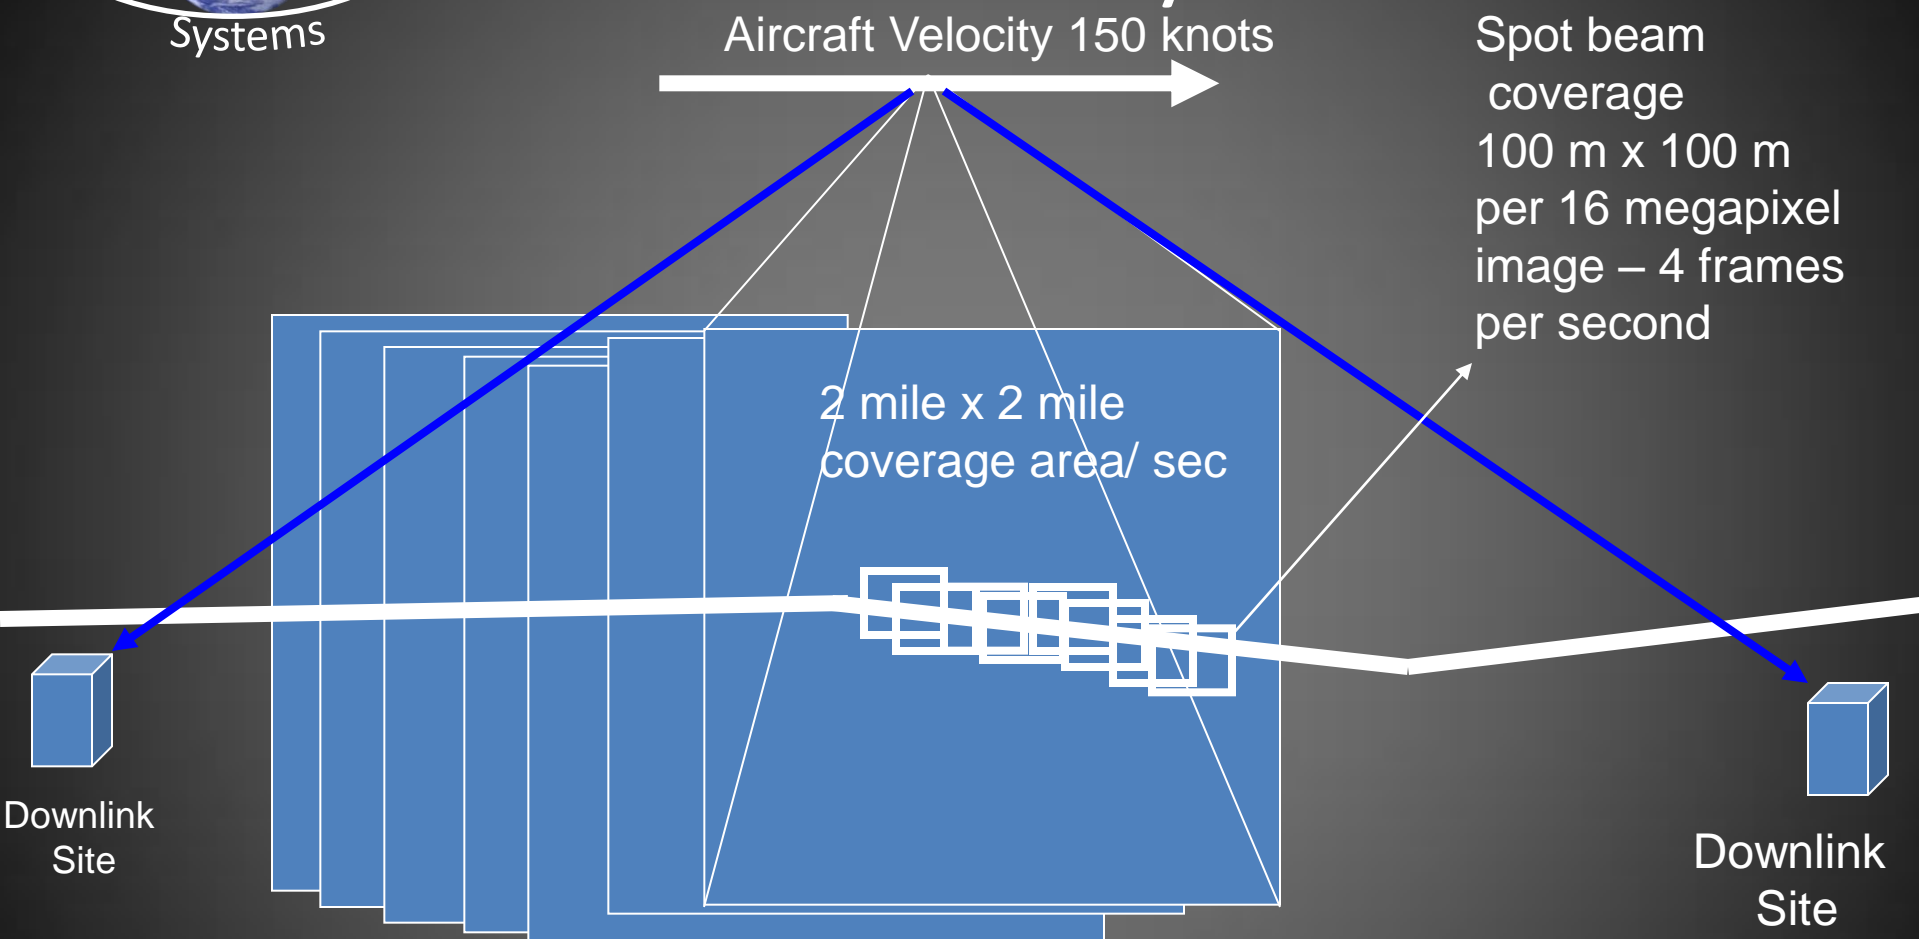 Systems
Aircraft Velocity 150 knots
Spot beam
coverage
100 m x 100 m
per 16 megapixel
image – 4 frames
per second
2 mile x 2 mile
coverage area/ sec
Downlink
Site
Downlink
Site